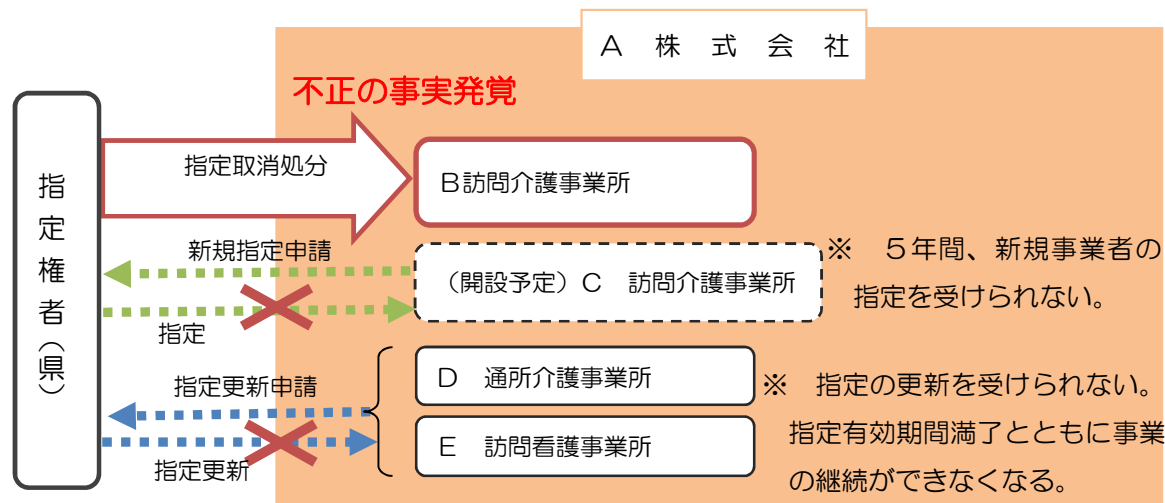 A 株 式 会 社
不正の事実発覚
指定権者（県）
指定取消処分
B訪問介護事業所
新規指定申請
（開設予定）C 訪問介護事業所
※ 5年間、新規事業者の
指定を受けられない。
指定
指定更新申請
D 通所介護事業所
※ 指定の更新を受けられない。
指定有効期間満了とともに事業
の継続ができなくなる。
E 訪問看護事業所
指定更新